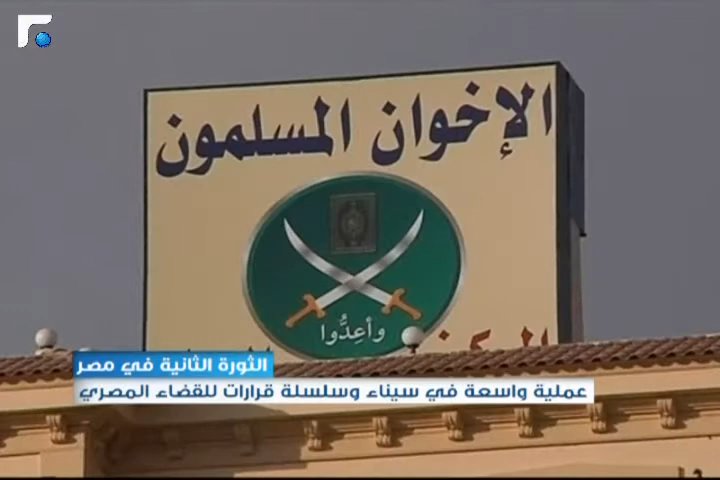 الإخوان المسلمون
وأعِدُّوا
الثورة الثانية في مصر
عملية واسعة في سيناء وسلسلة قرارات للقضاء المصري